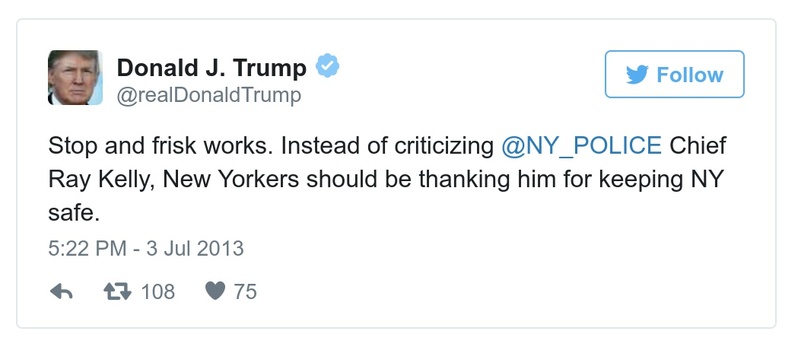 Donald J. Trump
@realDonaldTrump
Follow
Stop and frisk works. Instead of criticizing @NY_POLICE Chief
Ray Kelly, New Yorkers should be thanking him for keeping NY
safe.
5:22 PM - 3 Jul 2013
108 75